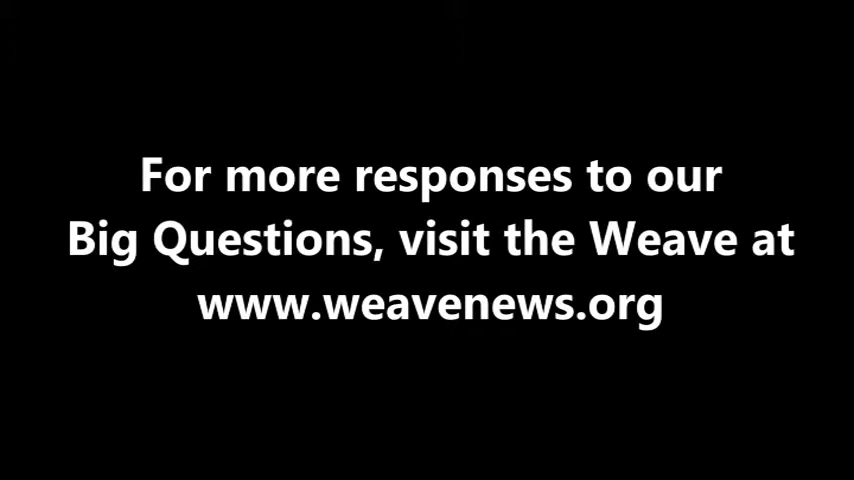 For more responses to our
Big Questions, visit the Weave at
www.weavenews.org